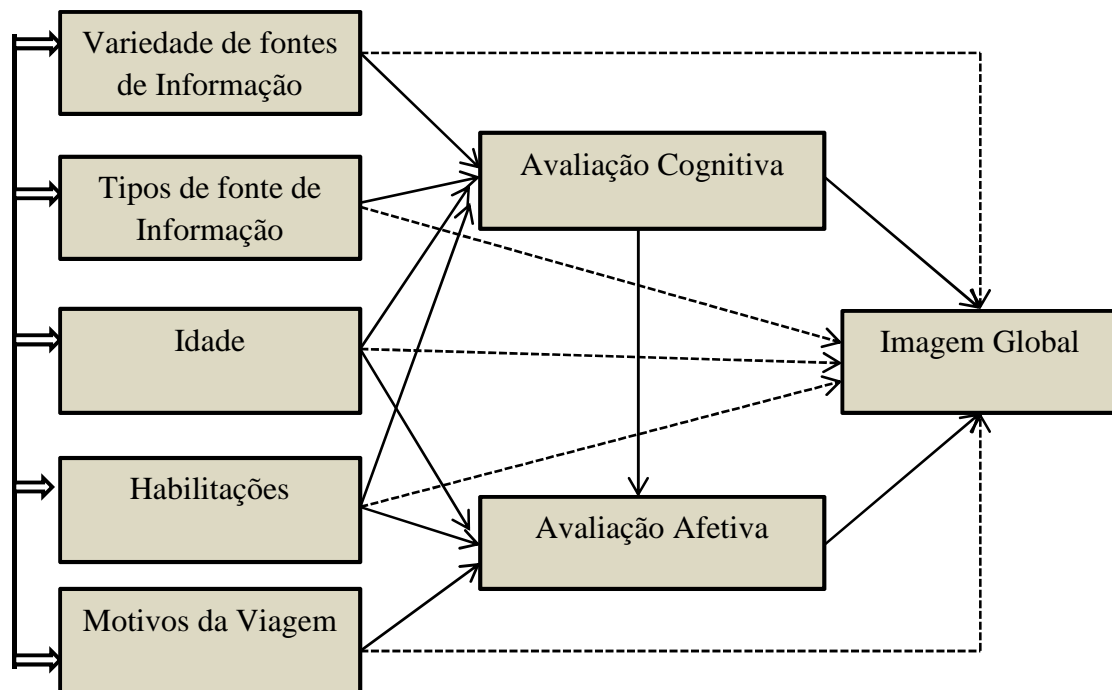 Variedade de fontes
de Informação
Tipos de fonte de
Informação
Idade
Habilitações
Motivos da Viagem
Avaliação Cognitiva
Avaliação Afetiva
Imagem Global